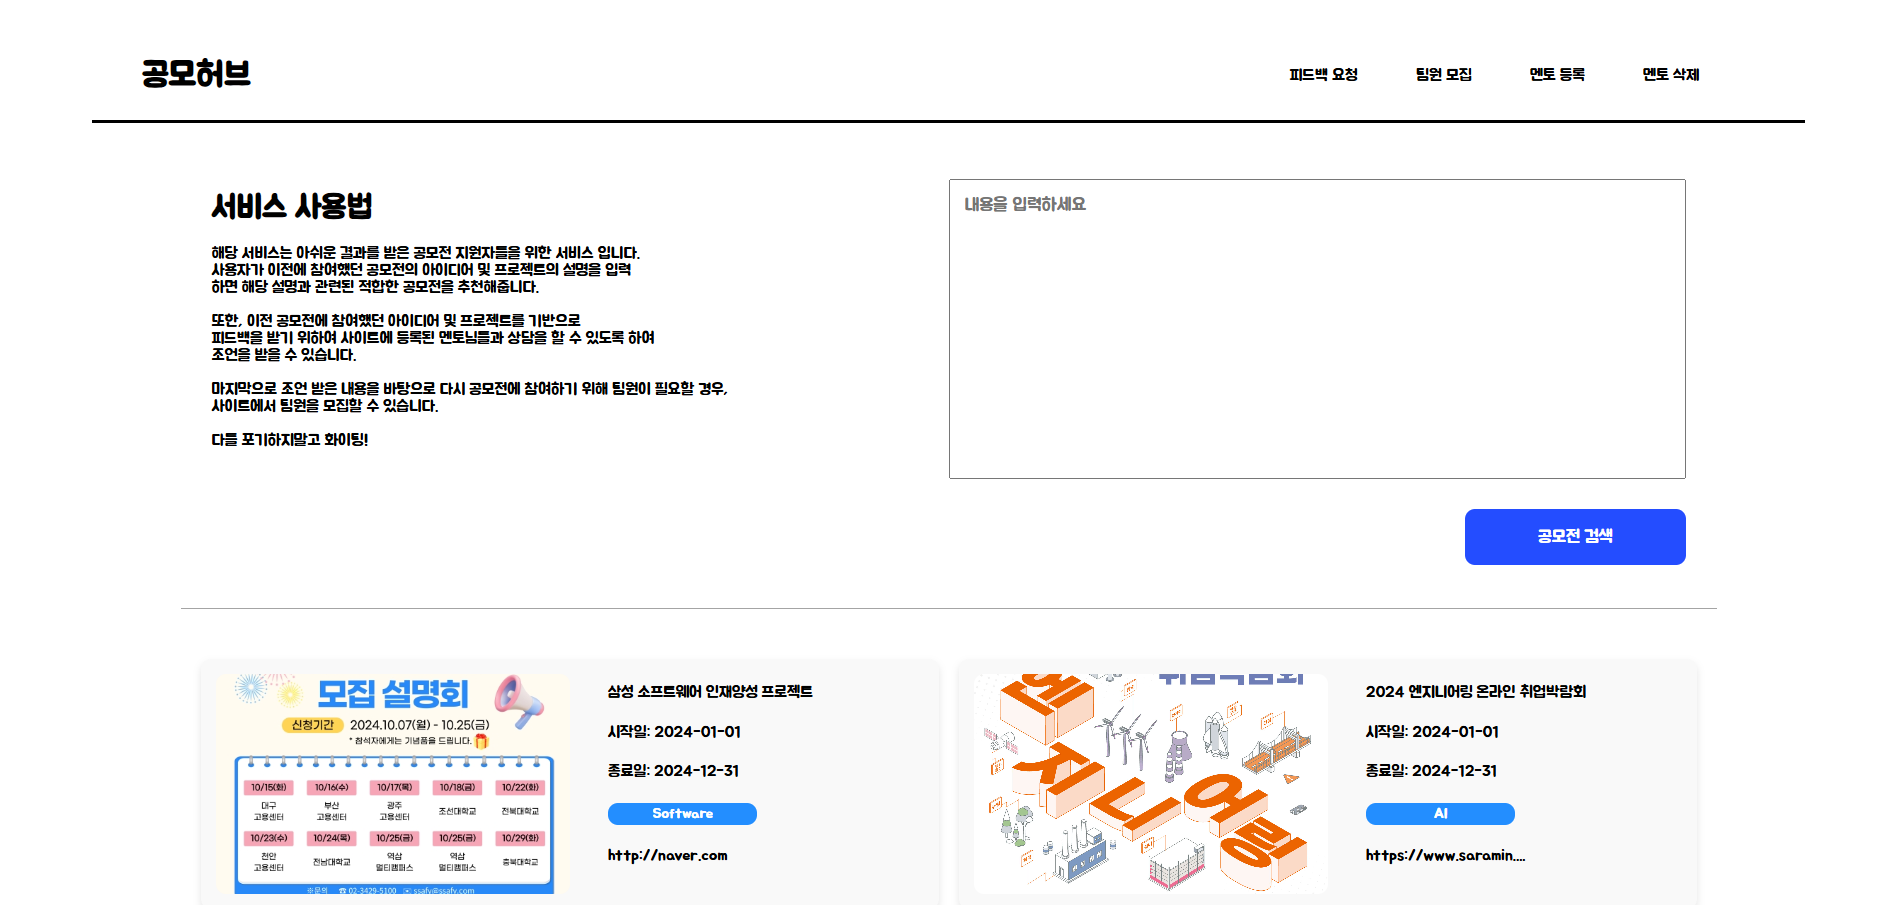 공모허브
피드백 요청
팀원 모집
멘토 등록
멘토 삭제
서비스 사용법
해당 서비스는 아쉬운 결과를 받은 공모전 지원자들을 위한 서비스 입니다.
사용자가 이전에 참여했던 공모전의 아이디어 및 프로젝트의 설명을 입력
하면 해당 설명과 관련된 적합한 공모전을 추천해줍니다.
또한, 이전 공모전에 참여했던 아이디어 및 프로젝트를 기반으로
피드백을 받기 위하여 사이트에 등록된 멘토님들과 상담을 할 수 있도록 하여
조언을 받을 수 있습니다.
마지막으로 조언 받은 내용을 바탕으로 다시 공모전에 참여하기 위해 팀원이 필요할 경우,
사이트에서 팀원을 모집할 수 있습니다.
다들 포기하지말고 화이팅!
내용을 입력하세요
공모전 검색
모집 설명회
신청기간 2024.10.07(월) - 10.25(금)
* 참석자에게는 기념품을 드립니다.
10/15(화) 10/16(수) 10/17(목) 10/18(금) 10/22(화)
대구 고용센터 부산 고용센터 광주 고용센터 조선대학교 전북대학교
10/23(수) 10/24(목) 10/25(금) 10/25(금) 10/29(화)
천안 고용센터 전남대학교 역삼 멀티캠퍼스 역삼 멀티캠퍼스 충북대학교
※문의 ☎ 02-3429-5100 ✉ ssafy@ssafy.com
삼성 소프트웨어 인재양성 프로젝트
시작일: 2024-01-01
종료일: 2024-12-31
Software
http://naver.com
취업박람회
엔지니어링
2024 엔지니어링 온라인 취업박람회
시작일: 2024-01-01
종료일: 2024-12-31
AI
https://www.saramin....